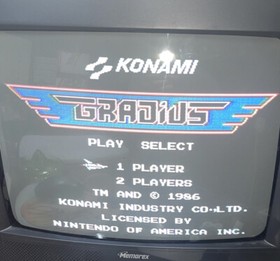 KONAMI
GRADIUS
PLAY SELECT
1 PLAYER
2 PLAYERS
TM AND © 1986
KONAMI INDUSTRY CO.,LTD.
LICENSED BY
NINTENDO OF AMERICA INC.
Memorex